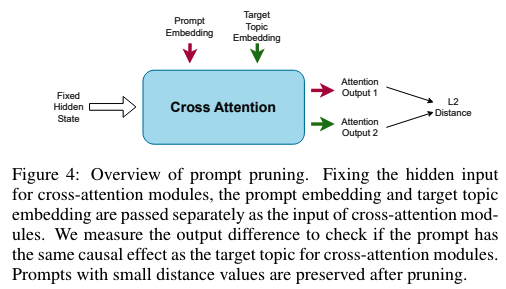 Prompt
Embedding
Target
Topic
Embedding
Fixed
Hidden
State
Cross Attention
Attention
Output 1
Attention
Output 2
L2
Distance
Figure 4: Overview of prompt pruning. Fixing the hidden input
for cross-attention modules, the prompt embedding and target topic
embedding are passed separately as the input of cross-attention mod-
ules. We measure the output difference to check if the prompt has
the same causal effect as the target topic for cross-attention modules.
Prompts with small distance values are preserved after pruning.